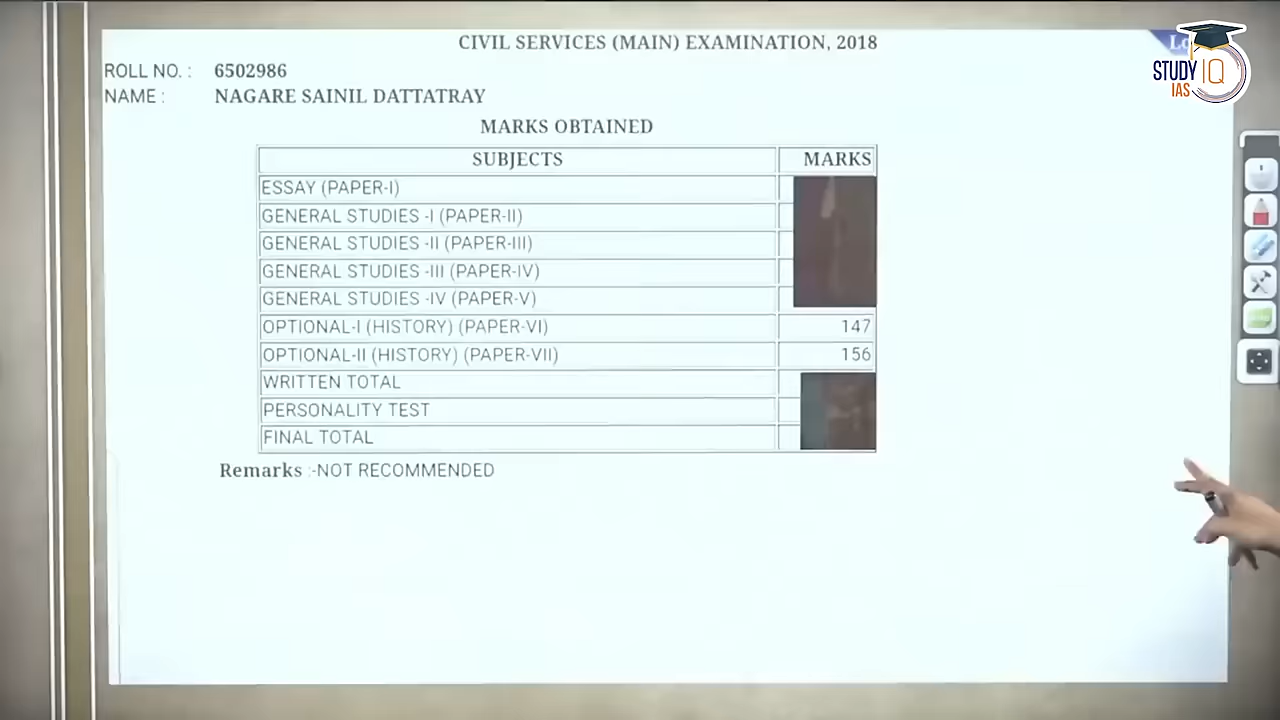 CIVIL SERVICES (MAIN) EXAMINATION, 2018
ROLL NO. : 6502986
NAME : NAGARE SAINIL DATTATRAY
MARKS OBTAINED
SUBJECTS MARKS
ESSAY (PAPER-I)
GENERAL STUDIES -I (PAPER-II)
GENERAL STUDIES -II (PAPER-III)
GENERAL STUDIES -III (PAPER-IV)
GENERAL STUDIES -IV (PAPER-V)
OPTIONAL-I (HISTORY) (PAPER-VI) 147
OPTIONAL-II (HISTORY) (PAPER-VII) 156
WRITTEN TOTAL
PERSONALITY TEST
FINAL TOTAL
Remarks :-NOT RECOMMENDED
STUDY IQ
IAS